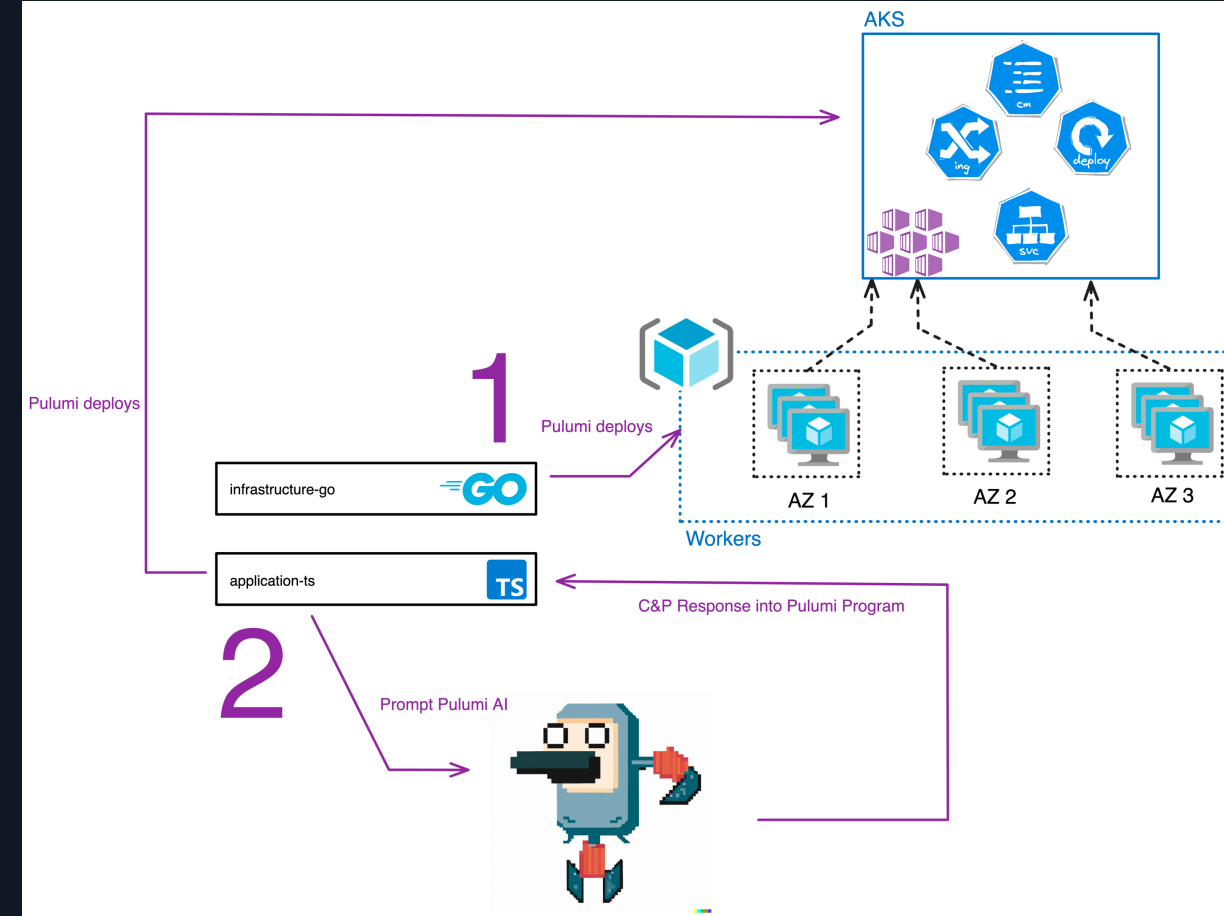 AKS
cm
ing
deploy
svc
Pulumi deploys
1
Pulumi deploys
infrastructure-go
GO
AZ 1
AZ 2
AZ 3
Workers
application-ts
TS
C&P Response into Pulumi Program
2
Prompt Pulumi AI